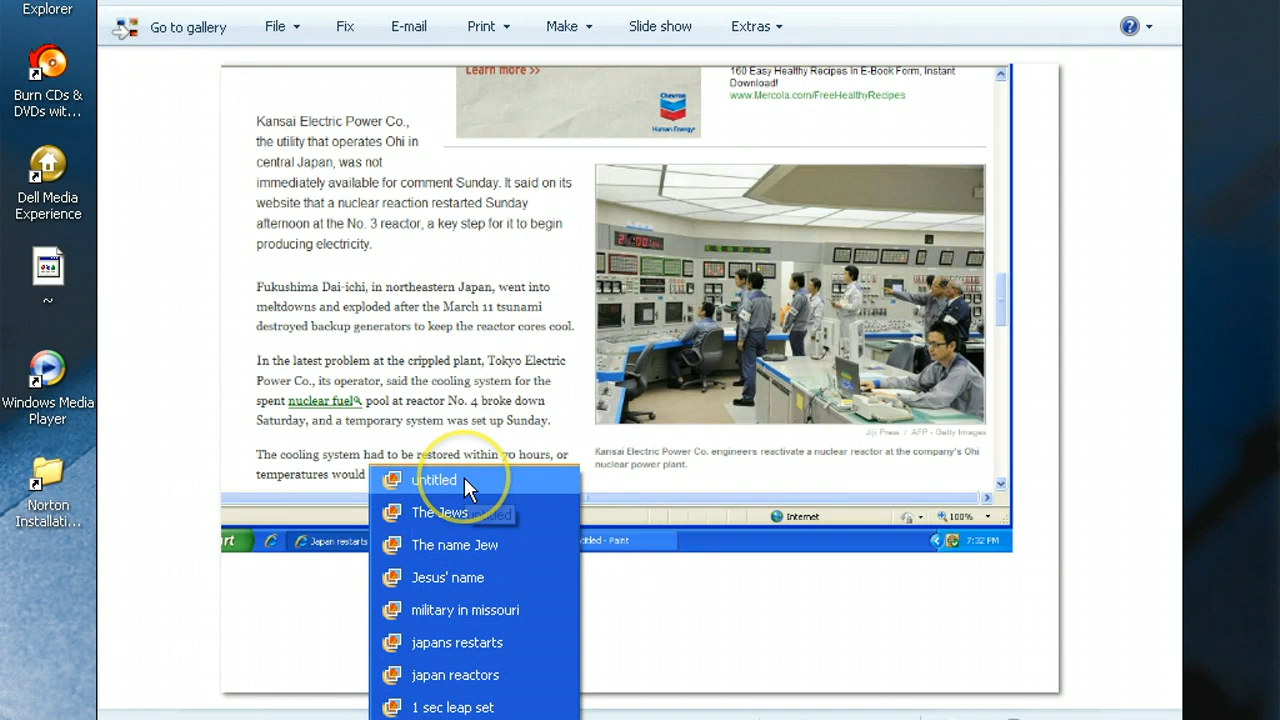 Explorer
Burn CDs &
DVDs wit...
Dell Media
Experience
~
Windows Media
Player
Norton
Installati...
Go to gallery
File
Fix
E-mail
Print
Make
Slide show
Extras
?
Learn more >>
Chevron
Human Energy®
160 Easy Healthy Recipes In E-Book Form, Instant
Download!
www.Mercola.com/FreeHealthyRecipes
Kansai Electric Power Co.,
the utility that operates Ohi in
central Japan, was not
immediately available for comment Sunday. It said on its
website that a nuclear reaction restarted Sunday
afternoon at the No. 3 reactor, a key step for it to begin
producing electricity.
Fukushima Dai-ichi, in northeastern Japan, went into
meltdowns and exploded after the March 11 tsunami
destroyed backup generators to keep the reactor cores cool.
In the latest problem at the crippled plant, Tokyo Electric
Power Co., its operator, said the cooling system for the
spent nuclear fuel pool at reactor No. 4 broke down
Saturday, and a temporary system was set up Sunday.
The cooling system had to be restored within 70 hours, or
temperatures would
Jiji Press / AFP - Getty Images
Kansai Electric Power Co. engineers reactivate a nuclear reactor at the company's Ohi
nuclear power plant.
untitled
The Jews
untitled
The name Jew
Jesus' name
military in missouri
japans restarts
japan reactors
1 sec leap set
Internet
100%
art
Japan restarts
titled - Paint
7:32 PM